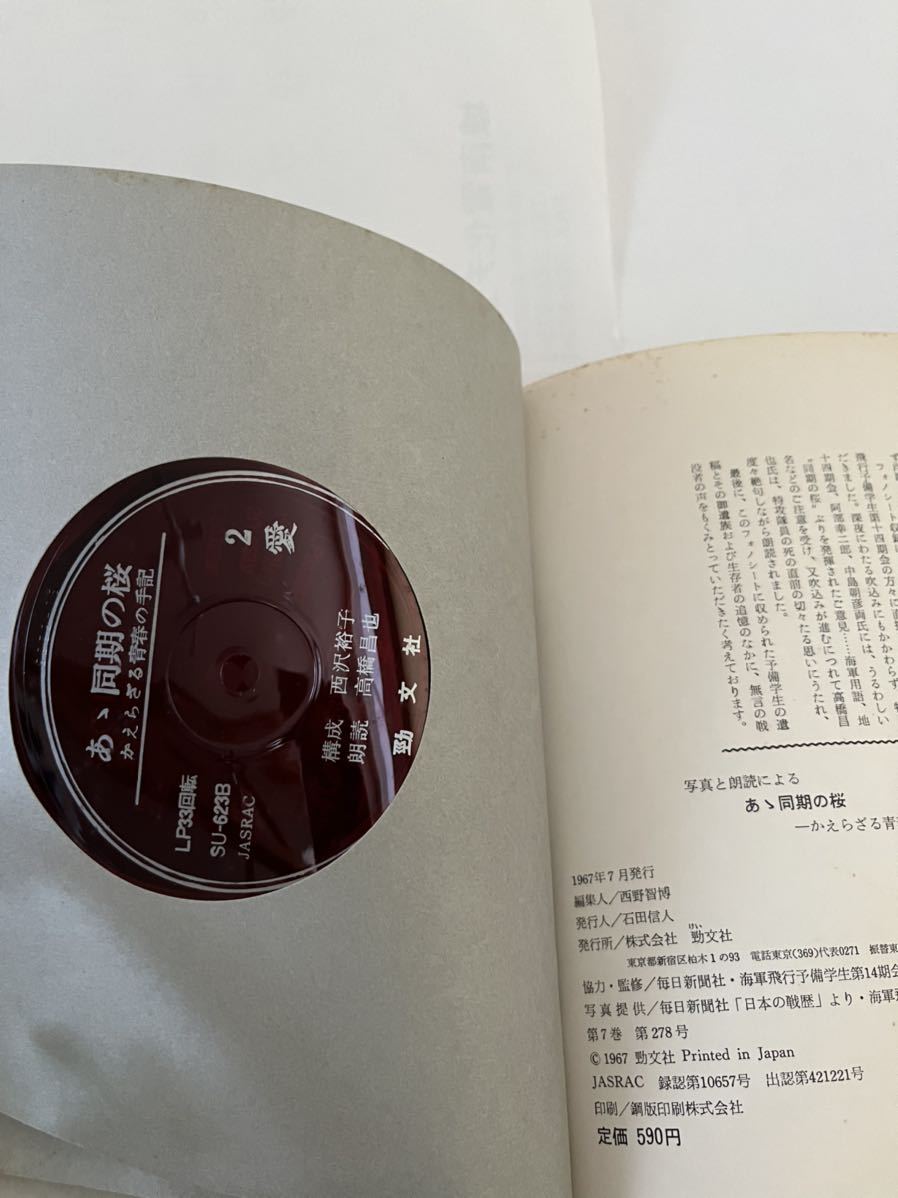 あゝ同期の桜
かえらざる青春の手記
2 愛
構成 西沢裕子
朗読 高橋昌也
勁文社
LP33回転
SU-623B
JASRAC
フォノシート収録に
飛行予備学生第十四期会の方々に直接
だきました。深夜にわたる吹込みにもかかわらず、
十四期会、阿部幸二郎、中島朝彦両氏には、うるわしい
"同期の桜"ぶりを発揮されたご意見……海軍用語、地
名などのご注意を受け、又吹込みが進むにつれて高橋昌
也氏は、特攻隊員の死の直前の切々たる思いにうたれ、
度々絶句しながら朗読されました。
最後に、このフォノシートに収められた予備学生の遺
稿とその御遺族および生存者の追憶のなかに、無言の戦
没者の声をもくみとっていただきたく考えております。
写真と朗読による
あゝ同期の桜
—かえらざる青
1967年7月発行
編集人/西野智博
発行人/石田信人
発行所/株式会社 勁文社
東京都新宿区柏木1の93 電話東京(369)代表0271 振替東
協力・監修/毎日新聞社・海軍飛行予備学生第14期会
写真提供/毎日新聞社「日本の戦歴」より・海軍飛
第7巻 第278号
©1967 勁文社 Printed in Japan
JASRAC 録認第10657号 出認第421221号
印刷/鋼版印刷株式会社
定価 590円